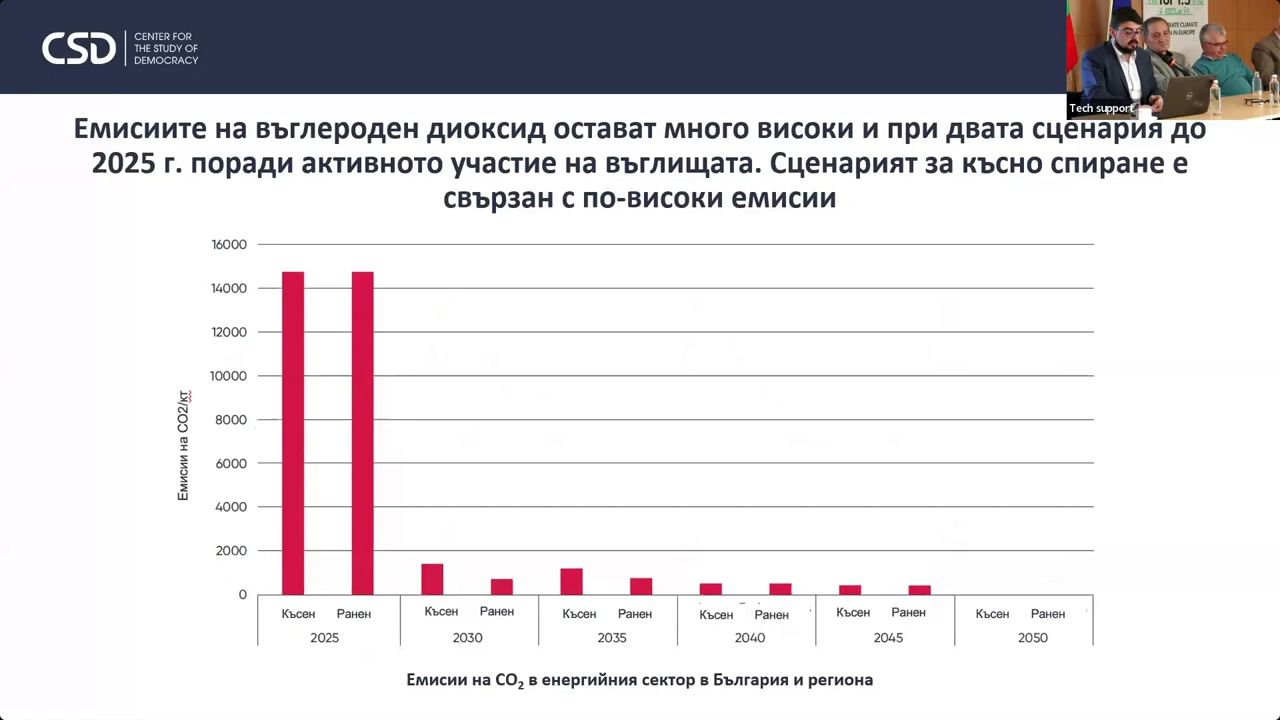 CSD
CENTER FOR
THE STUDY OF
DEMOCRACY
Tech support
Емисиите на въглероден диоксид остават много високи и при двата сценария до
2025 г. поради активното участие на въглищата. Сценарият за късно спиране е
свързан с по-високи емисии
Емисии на CO2/кт
16000
14000
12000
10000
8000
6000
4000
2000
0
Късен Ранен Късен Ранен Късен Ранен Късен Ранен Късен Ранен Късен Ранен
2025 2030 2035 2040 2045 2050
Емисии на CO₂ в енергийния сектор в България и региона